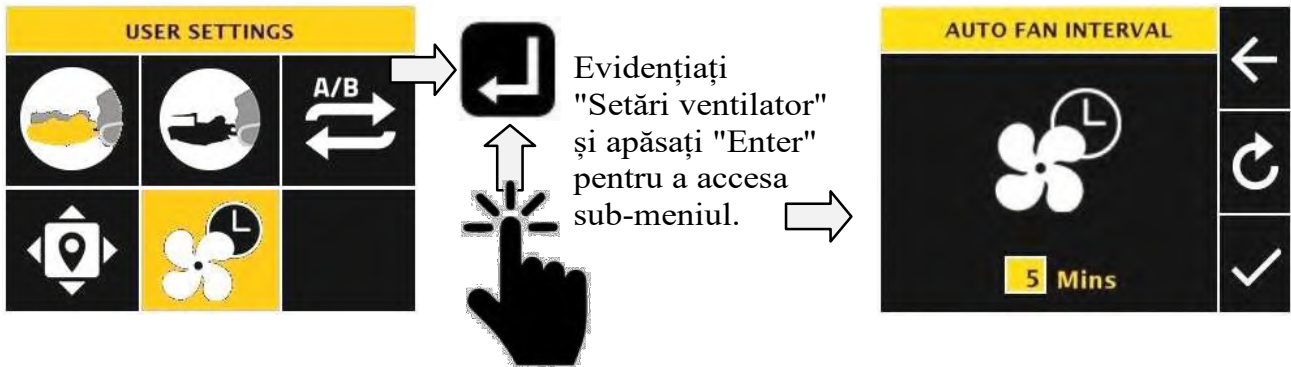 USER SETTINGS
A/B
Evidențiați
"Setări ventilator"
și apăsați "Enter"
pentru a accesa
sub-meniul.
AUTO FAN INTERVAL
5 Mins